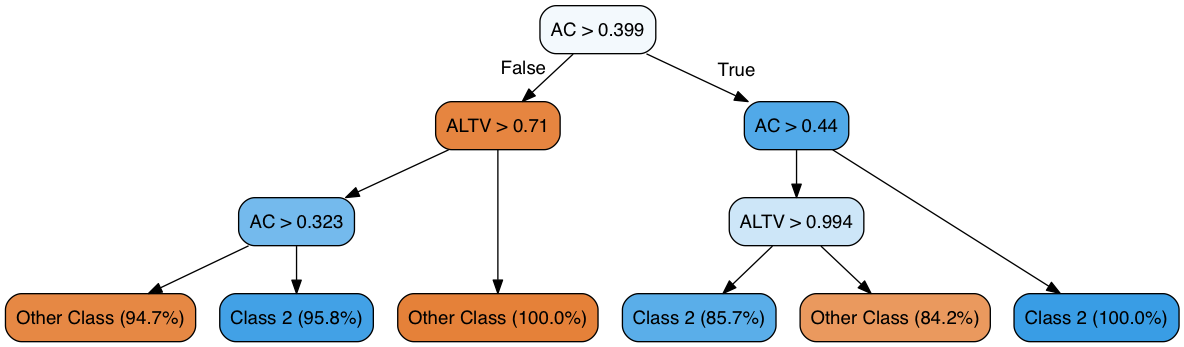 AC > 0.399
False
True
ALTV > 0.71
AC > 0.44
AC > 0.323
ALTV > 0.994
Other Class (94.7%)
Class 2 (95.8%)
Other Class (100.0%)
Class 2 (85.7%)
Other Class (84.2%)
Class 2 (100.0%)